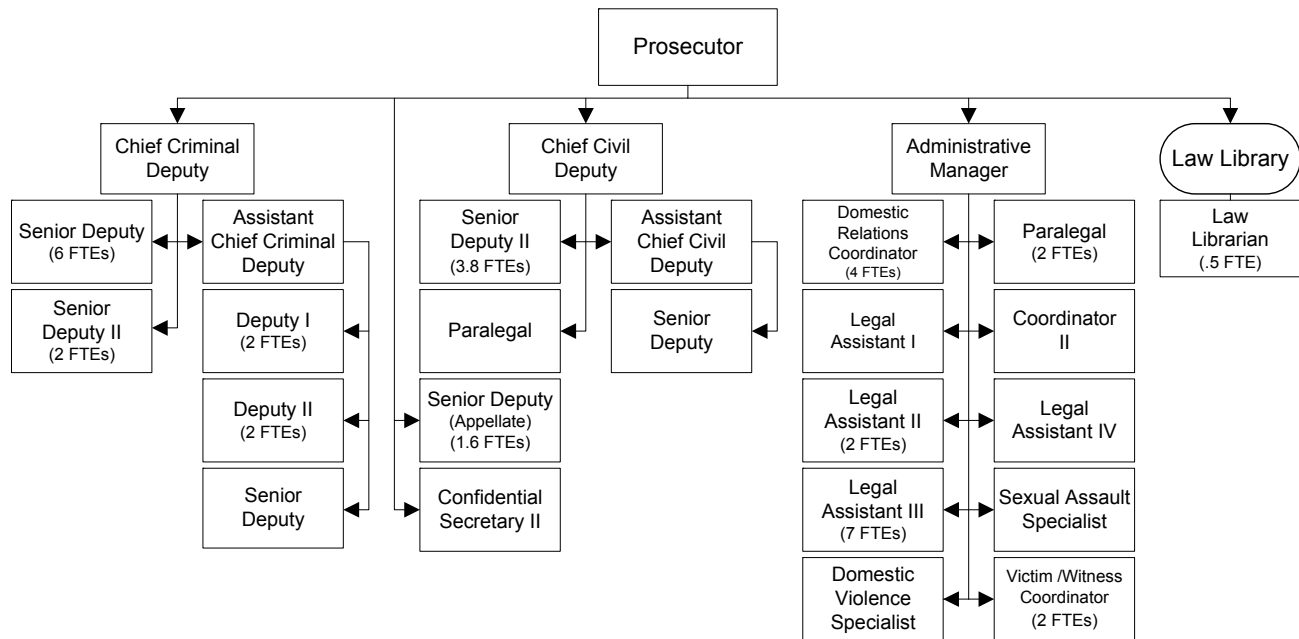 Prosecutor
Chief Criminal
Deputy
Chief Civil
Deputy
Administrative
Manager
Law Library
Senior Deputy
(6 FTEs)
Assistant
Chief Criminal
Deputy
Senior
Deputy II
(3.8 FTEs)
Assistant
Chief Civil
Deputy
Domestic
Relations
Coordinator
(4 FTEs)
Paralegal
(2 FTEs)
Law
Librarian
(.5 FTE)
Senior
Deputy II
(2 FTEs)
Deputy I
(2 FTEs)
Paralegal
Senior
Deputy
Legal
Assistant I
Coordinator
II
Deputy II
(2 FTEs)
Senior Deputy
(Appellate)
(1.6 FTEs)
Legal
Assistant II
(2 FTEs)
Legal
Assistant IV
Senior
Deputy
Confidential
Secretary II
Legal
Assistant III
(7 FTEs)
Sexual Assault
Specialist
Domestic
Violence
Specialist
Victim /Witness
Coordinator
(2 FTEs)